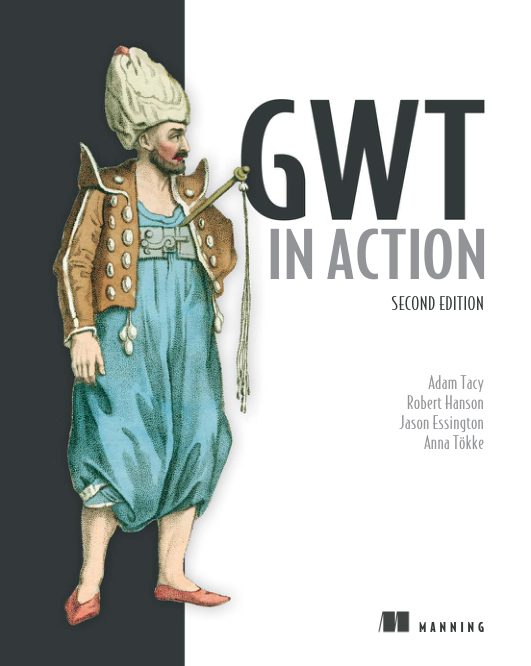 GWT
IN ACTION
SECOND EDITION
Adam Tacy
Robert Hanson
Jason Essington
Anna Tökke
MANNING